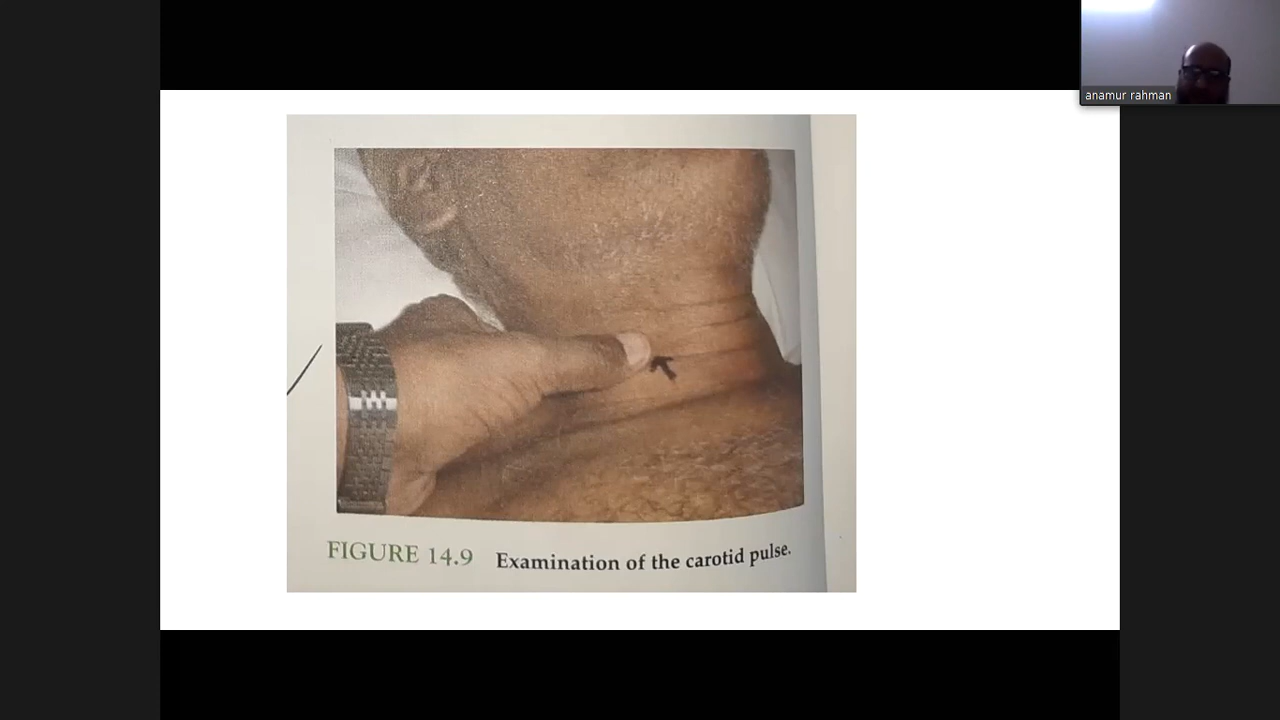 anamur rahman
FIGURE 14.9 Examination of the carotid pulse.